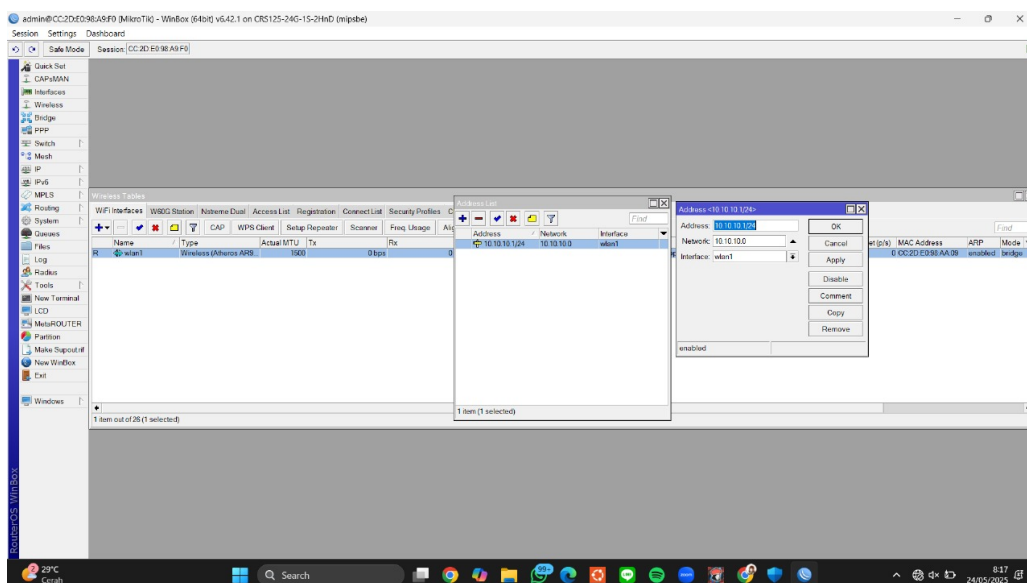 admin@CC:2D:E0:98:A9:F0 (MikroTik) - WinBox (64bit) v6.42.1 on CRS125-24G-1S-2HnD (mipsbe)
Session Settings Dashboard
Safe Mode Session: CC:2D:E0:98:A9:F0
Quick Set
CAPsMAN
Interfaces
Wireless
Bridge
PPP
Switch
Mesh
IP
IPv6
MPLS
Routing
System
Queues
Files
Log
Radius
Tools
New Terminal
LCD
MetaROUTER
Partition
Make Supout.rif
New WinBox
Exit
Windows
RouterOS WinBox
Wireless Tables
WiFi Interfaces W60G Station Nstreme Dual Access List Registration Connect List Security Profiles
CAP WPS Client Setup Repeater Scanner Freq. Usage
Find
Name Type Actual MTU Tx Rx
MAC Address ARP Mode
R wlan1 Wireless (Atheros AR9... 1500 0 bps
0 CC:2D:E0:98:AA:09 enabled bridge
1 item out of 26 (1 selected)
Address List
Find
Address Network Interface
10.10.10.1/24 10.10.10.0 wlan1
1 item (1 selected)
Address <10.10.10.1/24>
Address: 10.10.10.1/24
Network: 10.10.10.0
Interface: wlan1
OK
Cancel
Apply
Disable
Comment
Copy
Remove
enabled
2
29°C
Cerah
Search
99+
8:17
24/05/2025